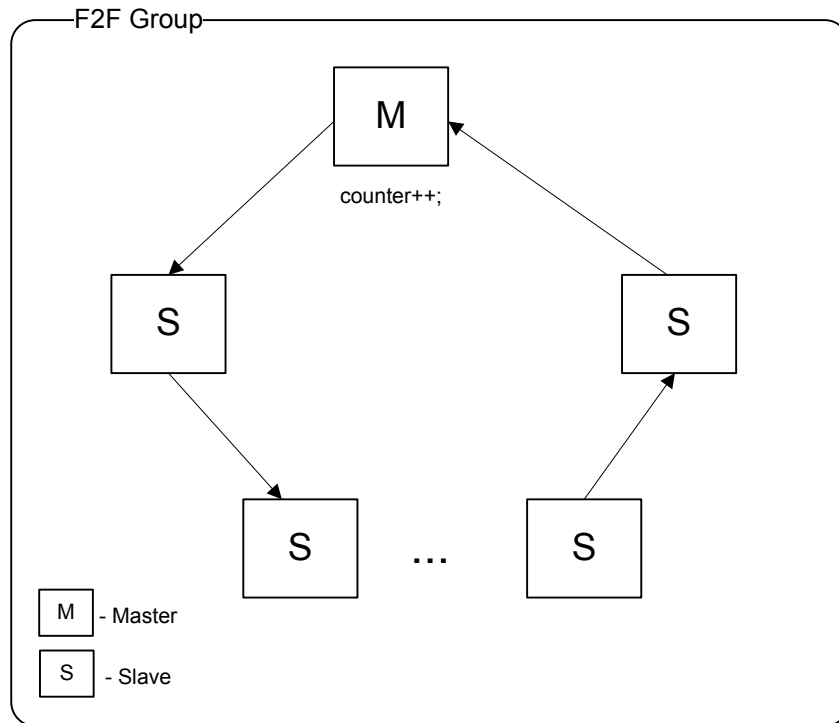 F2F Group
M
counter++;
S
S
S
...
S
M - Master
S - Slave